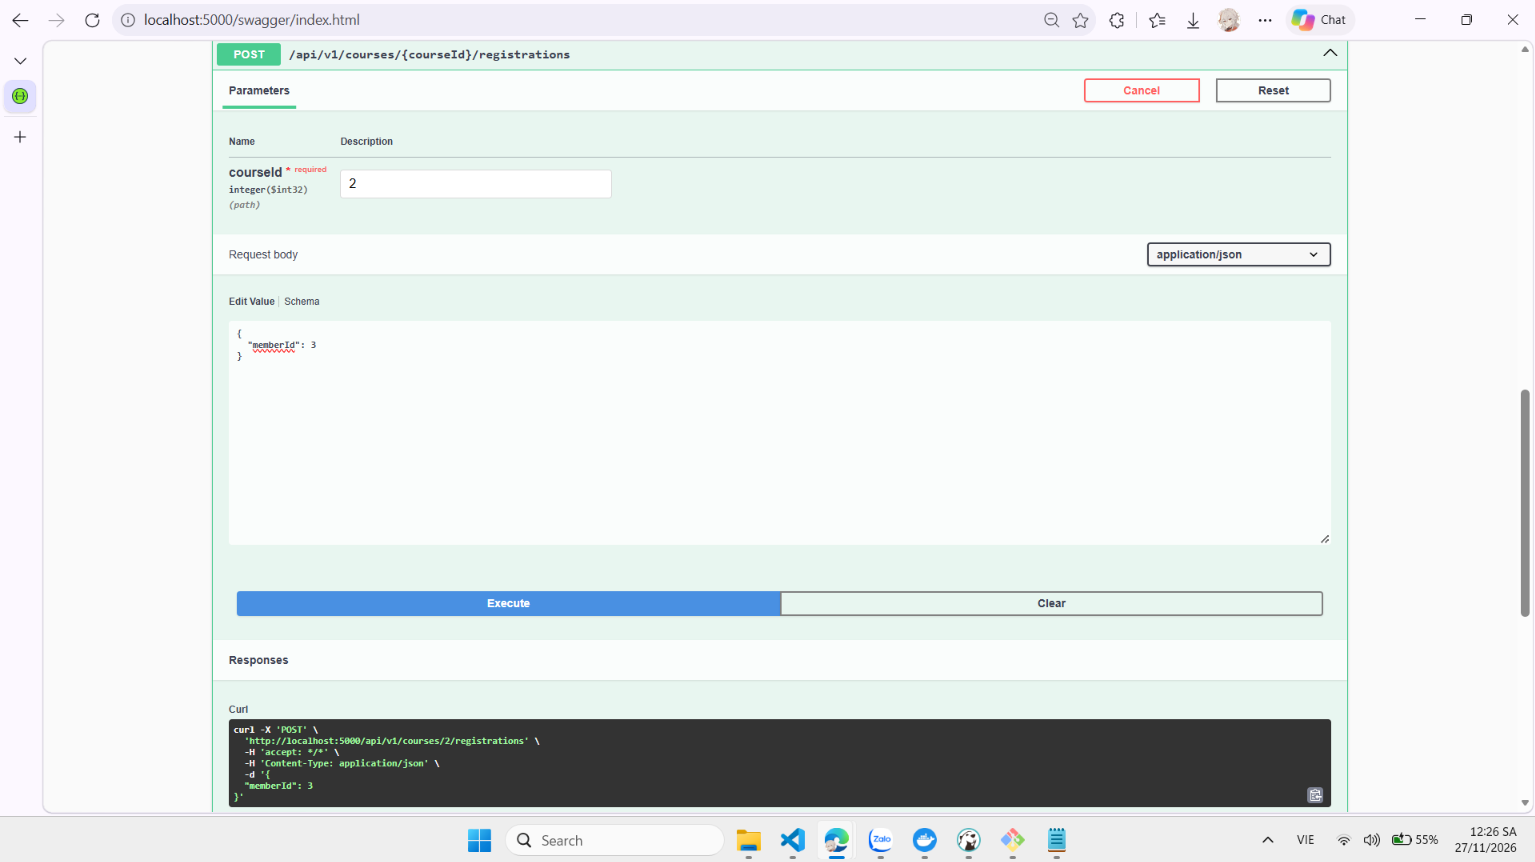 localhost:5000/swagger/index.html
Chat
POST /api/v1/courses/{courseId}/registrations
Parameters
Cancel
Reset
Name
Description
courseId * required
integer($int32)
(path)
2
Request body
application/json
Edit Value
Schema
{
"memberId": 3
}
Execute
Clear
Responses
Curl
curl -X 'POST' \
'http://localhost:5000/api/v1/courses/2/registrations' \
-H 'accept: */*' \
-H 'Content-Type: application/json' \
-d '{
"memberId": 3
}'
Search
Zalo
VIE
55%
12:26 SA
27/11/2026